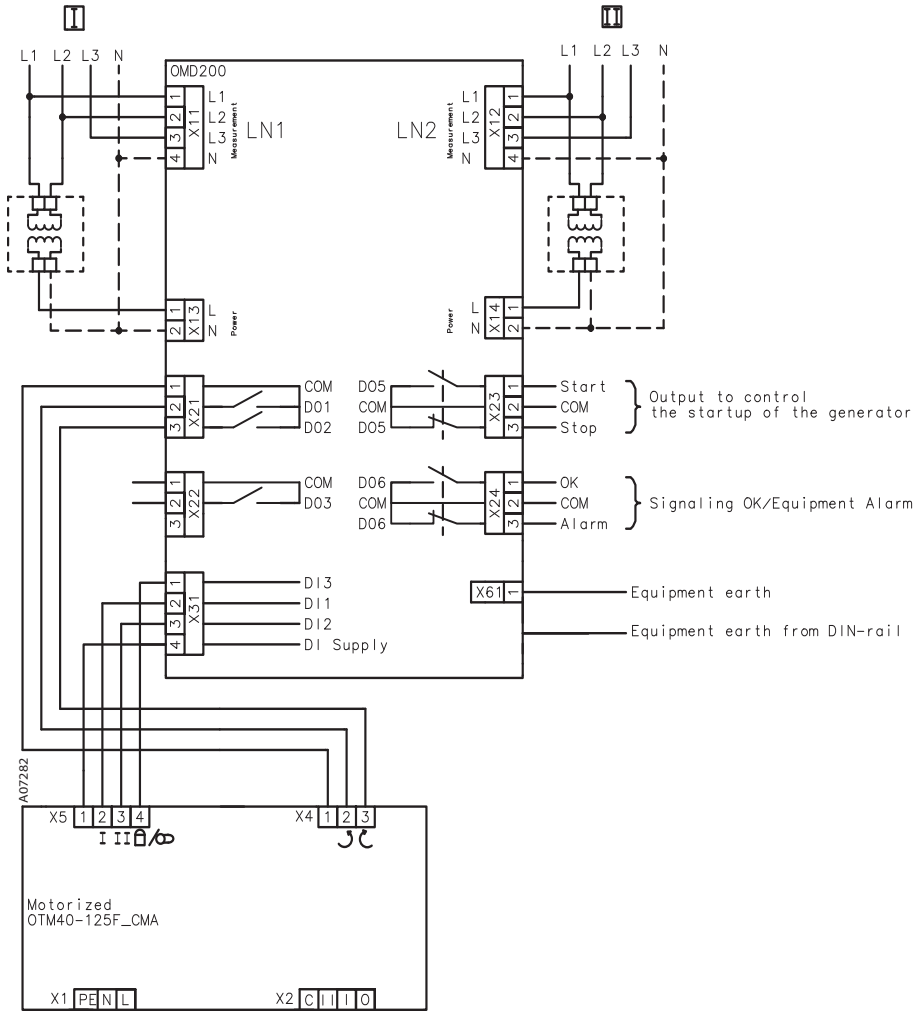 I II
L1 L2 L3 N L1 L2 L3 N
OMD200
1 L1 L1 1
2 L2 L2 2
X11 Measurement LN1 LN2 Measurement X12
3 L3 L3 3
4 N N 4
1 L L 1
X13 Power Power X14
2 N N 2
1 COM DO5 1 Start
2 DO1 COM 2 COM
3 DO2 DO5 3 Stop
X21 X23
Output to control
the startup of the generator
1 COM DO6 1 OK
2 DO3 COM 2 COM
3 DO6 3 Alarm
X22 X24
Signaling OK/Equipment Alarm
1 DI3
2 DI1
3 DI2
4 DI Supply
X31
X61 1 Equipment earth
Equipment earth from DIN-rail
A07282
X5 1 2 3 4 X4 1 2 3
I II /
Motorized
OTM40-125F_CMA
X1 PE N L X2 C II I O